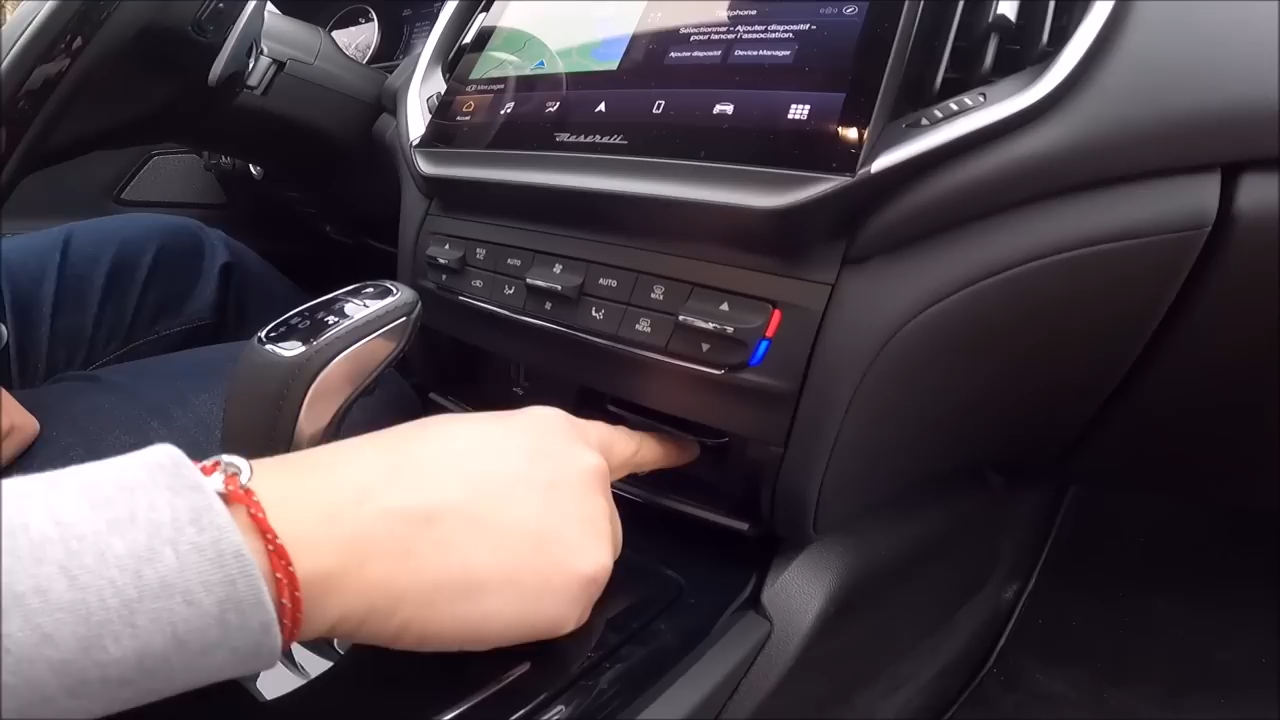 Téléphone
Sélectionner « Ajouter dispositif »
pour lancer l'association.
Ajouter dispositif
Device Manager
Mes pages
Accueil
OFF
Maserati
MAX
A/C
AUTO
AUTO
MAX
REAR
M D